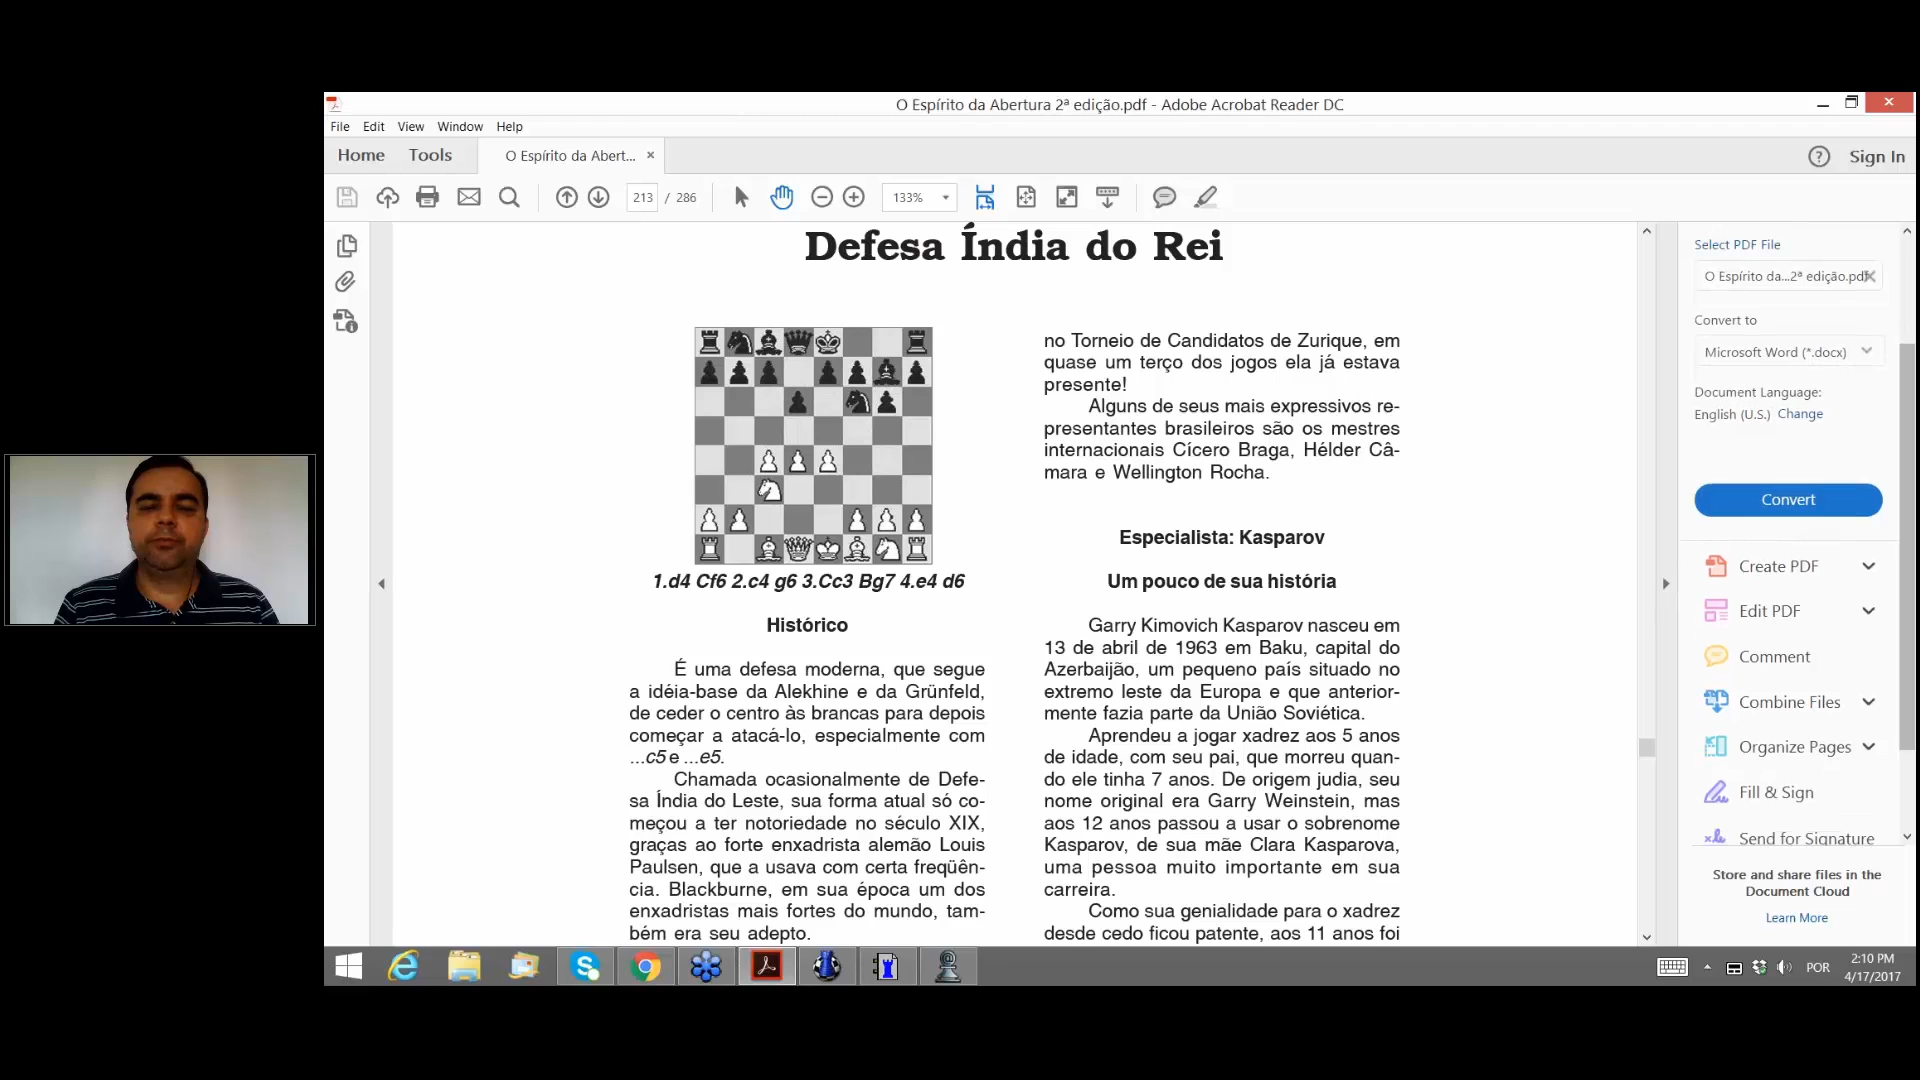 O Espírito da Abertura 2ª edição.pdf - Adobe Acrobat Reader DC
File Edit View Window Help
Home Tools O Espírito da Abert... × Sign In
213 / 286 133%
Defesa Índia do Rei
1.d4 Cf6 2.c4 g6 3.Cc3 Bg7 4.e4 d6
Histórico
É uma defesa moderna, que segue
a idéia-base da Alekhine e da Grünfeld,
de ceder o centro às brancas para depois
começar a atacá-lo, especialmente com
...c5 e ...e5.
Chamada ocasionalmente de Defe-
sa Índia do Leste, sua forma atual só co-
meçou a ter notoriedade no século XIX,
graças ao forte enxadrista alemão Louis
Paulsen, que a usava com certa freqüên-
cia. Blackburne, em sua época um dos
enxadristas mais fortes do mundo, tam-
bém era seu adepto.
no Torneio de Candidatos de Zurique, em
quase um terço dos jogos ela já estava
presente!
Alguns de seus mais expressivos re-
presentantes brasileiros são os mestres
internacionais Cícero Braga, Hélder Câ-
mara e Wellington Rocha.
Especialista: Kasparov
Um pouco de sua história
Garry Kimovich Kasparov nasceu em
13 de abril de 1963 em Baku, capital do
Azerbaijão, um pequeno país situado no
extremo leste da Europa e que anterior-
mente fazia parte da União Soviética.
Aprendeu a jogar xadrez aos 5 anos
de idade, com seu pai, que morreu quan-
do ele tinha 7 anos. De origem judia, seu
nome original era Garry Weinstein, mas
aos 12 anos passou a usar o sobrenome
Kasparov, de sua mãe Clara Kasparova,
uma pessoa muito importante em sua
carreira.
Como sua genialidade para o xadrez
desde cedo ficou patente, aos 11 anos foi
Select PDF File
O Espírito da...2ª edição.pdf
Convert to
Microsoft Word (*.docx)
Document Language:
English (U.S.) Change
Convert
Create PDF
Edit PDF
Comment
Combine Files
Organize Pages
Fill & Sign
Send for Signature
Store and share files in the
Document Cloud
Learn More
POR
2:10 PM
4/17/2017